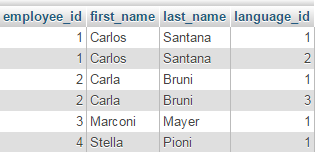 employee_id first_name last_name language_id
1 Carlos Santana 1
1 Carlos Santana 2
2 Carla Bruni 1
2 Carla Bruni 3
3 Marconi Mayer 1
4 Stella Pioni 1